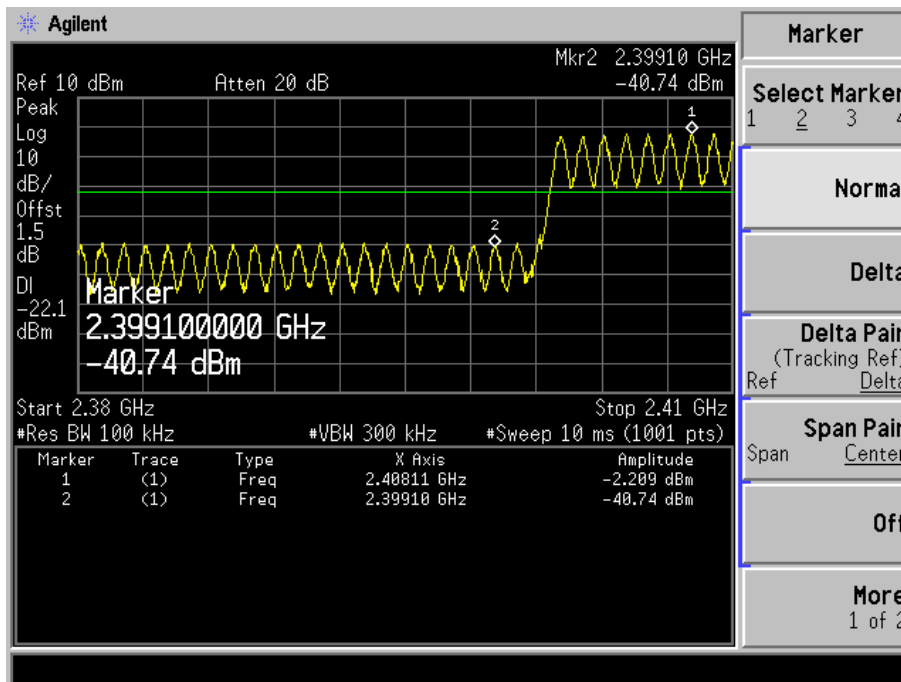 Agilent
Mkr2 2.39910 GHz
Ref 10 dBm Atten 20 dB -40.74 dBm
Peak
Log
10
dB/
Offst
1.5
dB
DI
-22.1
dBm
1
2
Marker
2.399100000 GHz
-40.74 dBm
Start 2.38 GHz Stop 2.41 GHz
#Res BW 100 kHz #VBW 300 kHz #Sweep 10 ms (1001 pts)
Marker Trace Type X Axis Amplitude
1 (1) Freq 2.40811 GHz -2.209 dBm
2 (1) Freq 2.39910 GHz -40.74 dBm
Marker
Select Marker
1 2 3 4
Norma
Delta
Delta Pair
(Tracking Ref)
Ref Delta
Span Pair
Span Center
Off
More
1 of 2